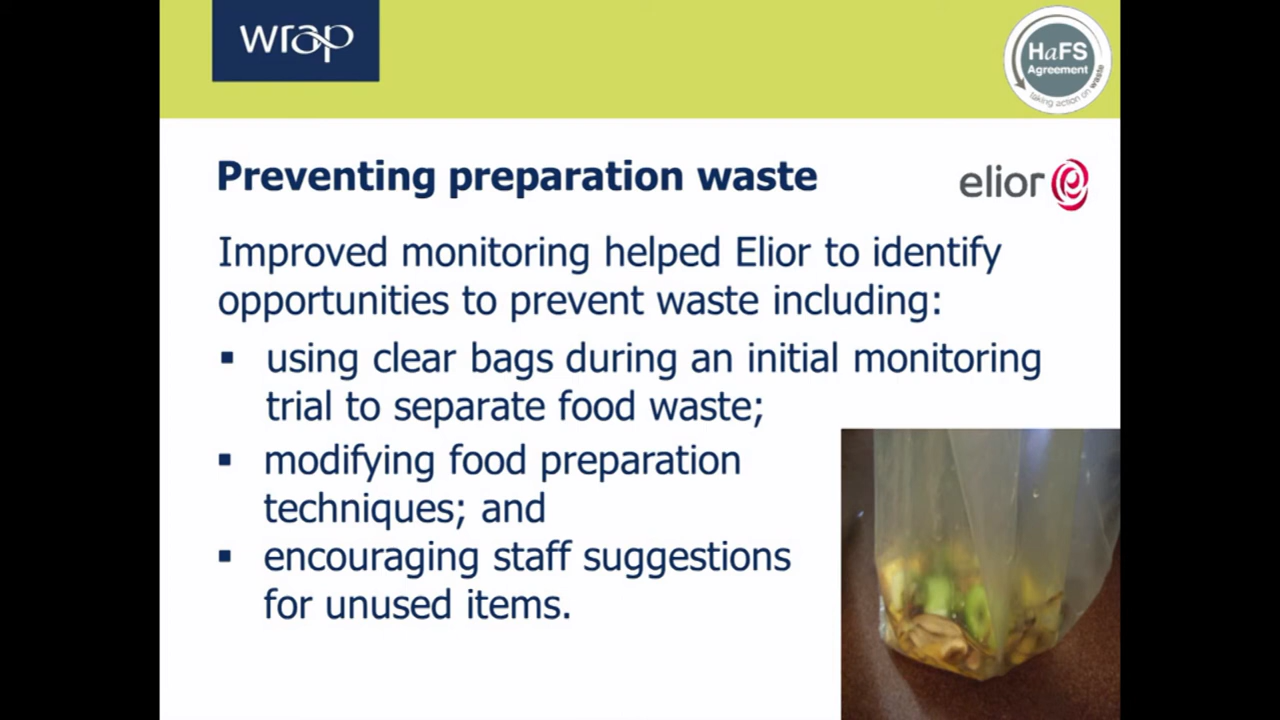 wrap
HaFS
Agreement
taking action on waste
Preventing preparation waste
elior
Improved monitoring helped Elior to identify
opportunities to prevent waste including:
▪ using clear bags during an initial monitoring
trial to separate food waste;
▪ modifying food preparation
techniques; and
▪ encouraging staff suggestions
for unused items.